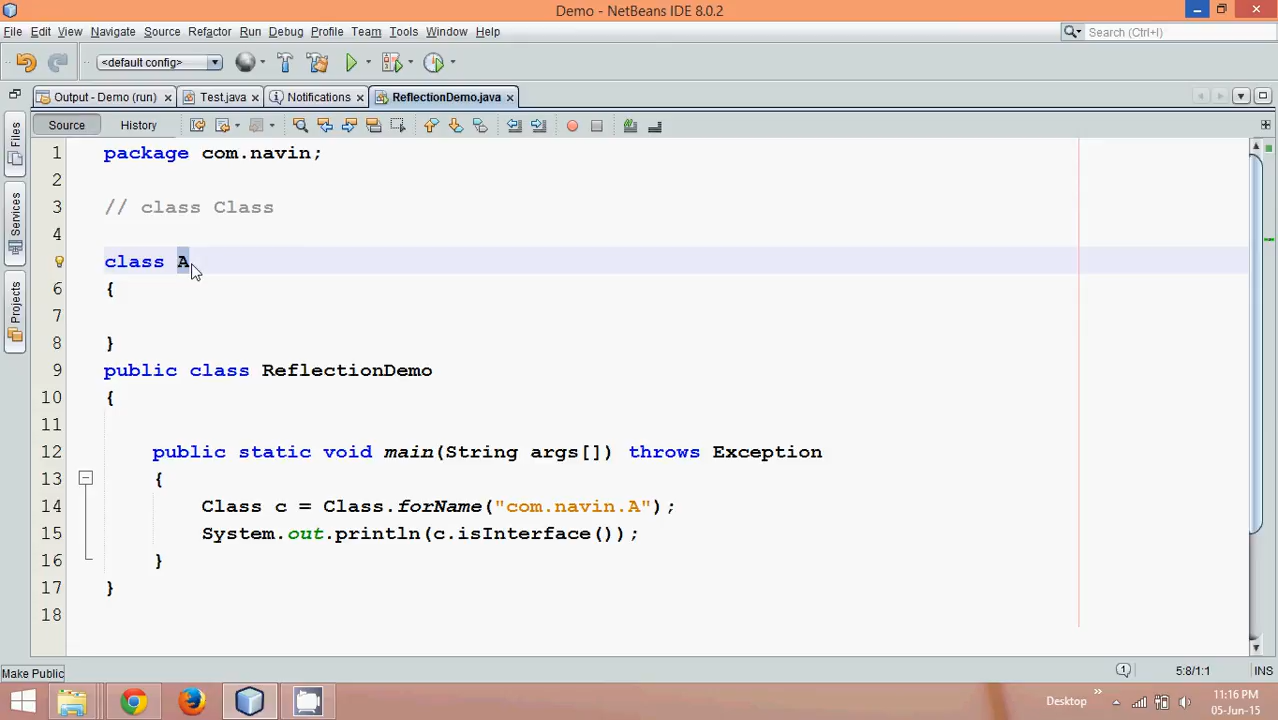 Demo - NetBeans IDE 8.0.2
File Edit View Navigate Source Refactor Run Debug Profile Team Tools Window Help
Search (Ctrl+I)
<default config>
Output - Demo (run) Test.java Notifications ReflectionDemo.java
Source History
Files
Services
Projects
1 package com.navin;
2
3 // class Class
4
class A
6 {
7
8 }
9 public class ReflectionDemo
10 {
11
12 public static void main(String args[]) throws Exception
13 {
14 Class c = Class.forName("com.navin.A");
15 System.out.println(c.isInterface());
16 }
17 }
18
Make Public
1 5:8/1:1 INS
Desktop
11:16 PM
05-Jun-15